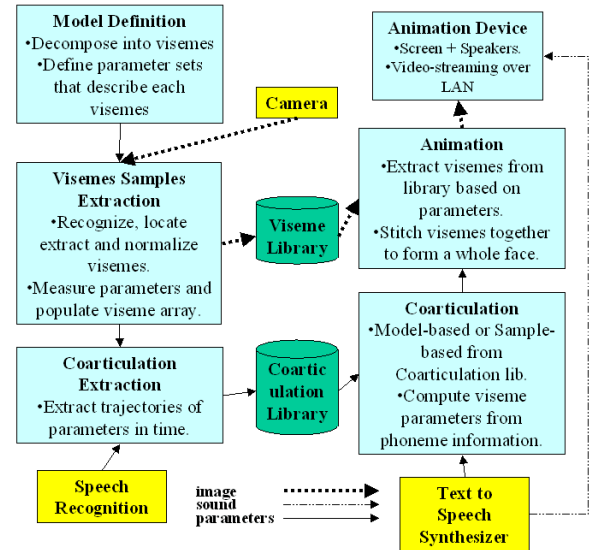 Model Definition
•Decompose into visemes
•Define parameter sets
that describe each
visemes
Camera
Visemes Samples
Extraction
•Recognize, locate
extract and normalize
visemes.
•Measure parameters and
populate viseme array.
Coarticulation
Extraction
•Extract trajectories of
parameters in time.
Speech
Recognition
Viseme
Library
Coartic
ulation
Library
Animation Device
•Screen + Speakers.
•Video-streaming over
LAN
Animation
•Extract visemes from
library based on
parameters.
•Stitch visemes together
to form a whole face.
Coarticulation
•Model-based or Sample-
based from
Coarticulation lib.
•Compute viseme
parameters from
phoneme information.
Text to
Speech
Synthesizer
image
sound
parameters